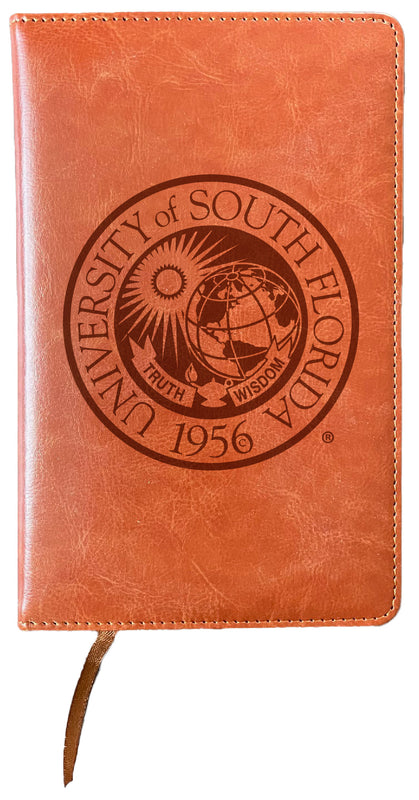 UNIVERSITY of SOUTH FLORIDA
TRUTH WISDOM
1956 ©
®